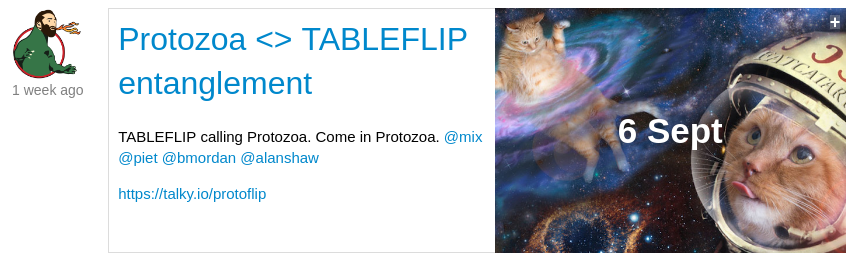 1 week ago
Protozoa <> TABLEFLIP
entanglement
TABLEFLIP calling Protozoa. Come in Protozoa. @mix
@piet @bmordan @alanshaw
https://talky.io/protoflip
+
6 Sept